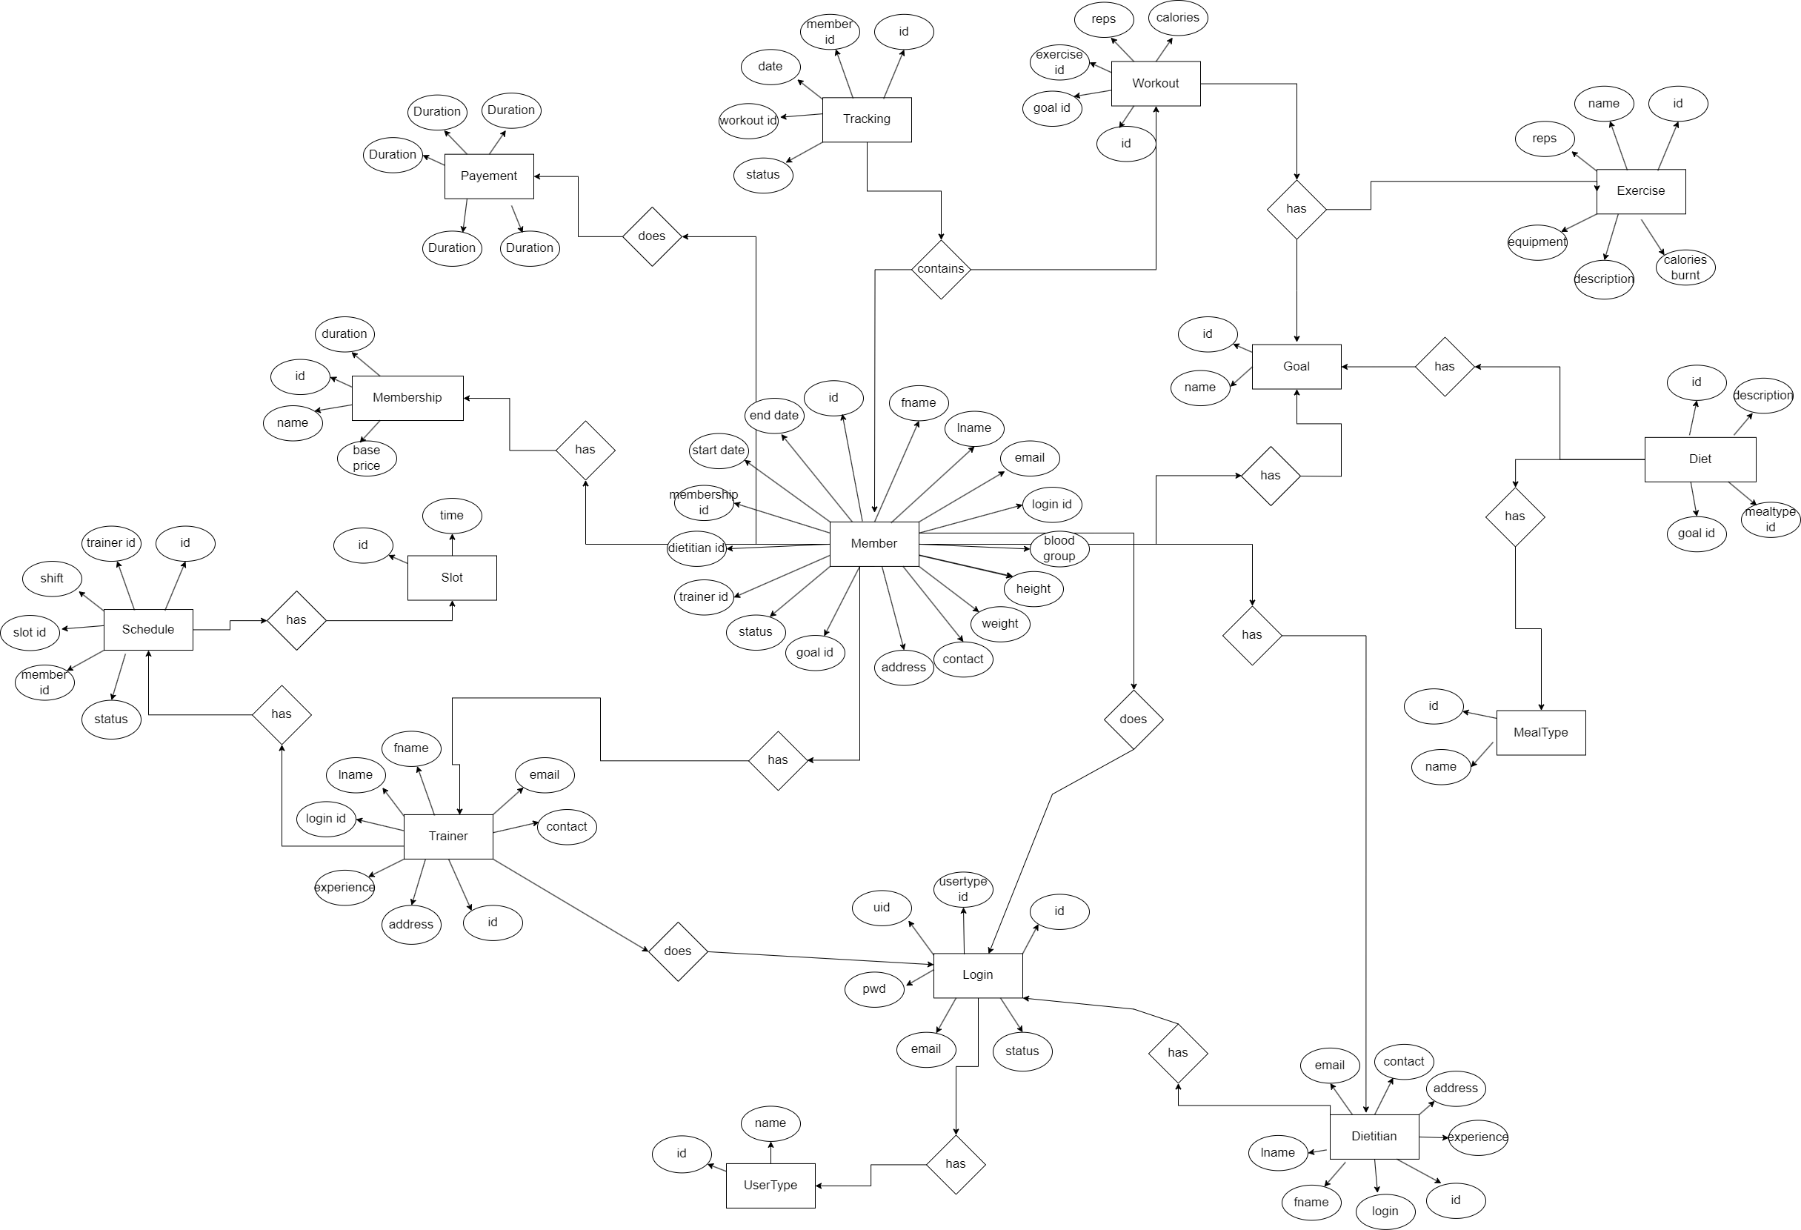 member
id
id
reps
calories
date
exercise
id
Workout
goal id
id
workout id
Tracking
status
Duration
Duration
Duration
Payement
Duration
Duration
does
contains
has
name
id
reps
Exercise
equipment
description
calories
burnt
duration
id
Membership
name
base
price
has
id
Goal
name
has
id
description
Diet
goal id
mealtype
id
has
has
end date
id
fname
lname
start date
email
membership
id
login id
dietitian id
Member
blood
group
trainer id
height
status
weight
goal id
address
contact
time
id
Slot
trainer id
id
shift
slot id
Schedule
has
member
id
status
has
has
does
has
id
MealType
name
fname
lname
email
login id
Trainer
contact
experience
address
id
does
uid
usertype
id
id
Login
pwd
email
status
has
email
contact
address
Dietitian
experience
lname
fname
login
id
name
id
UserType
has